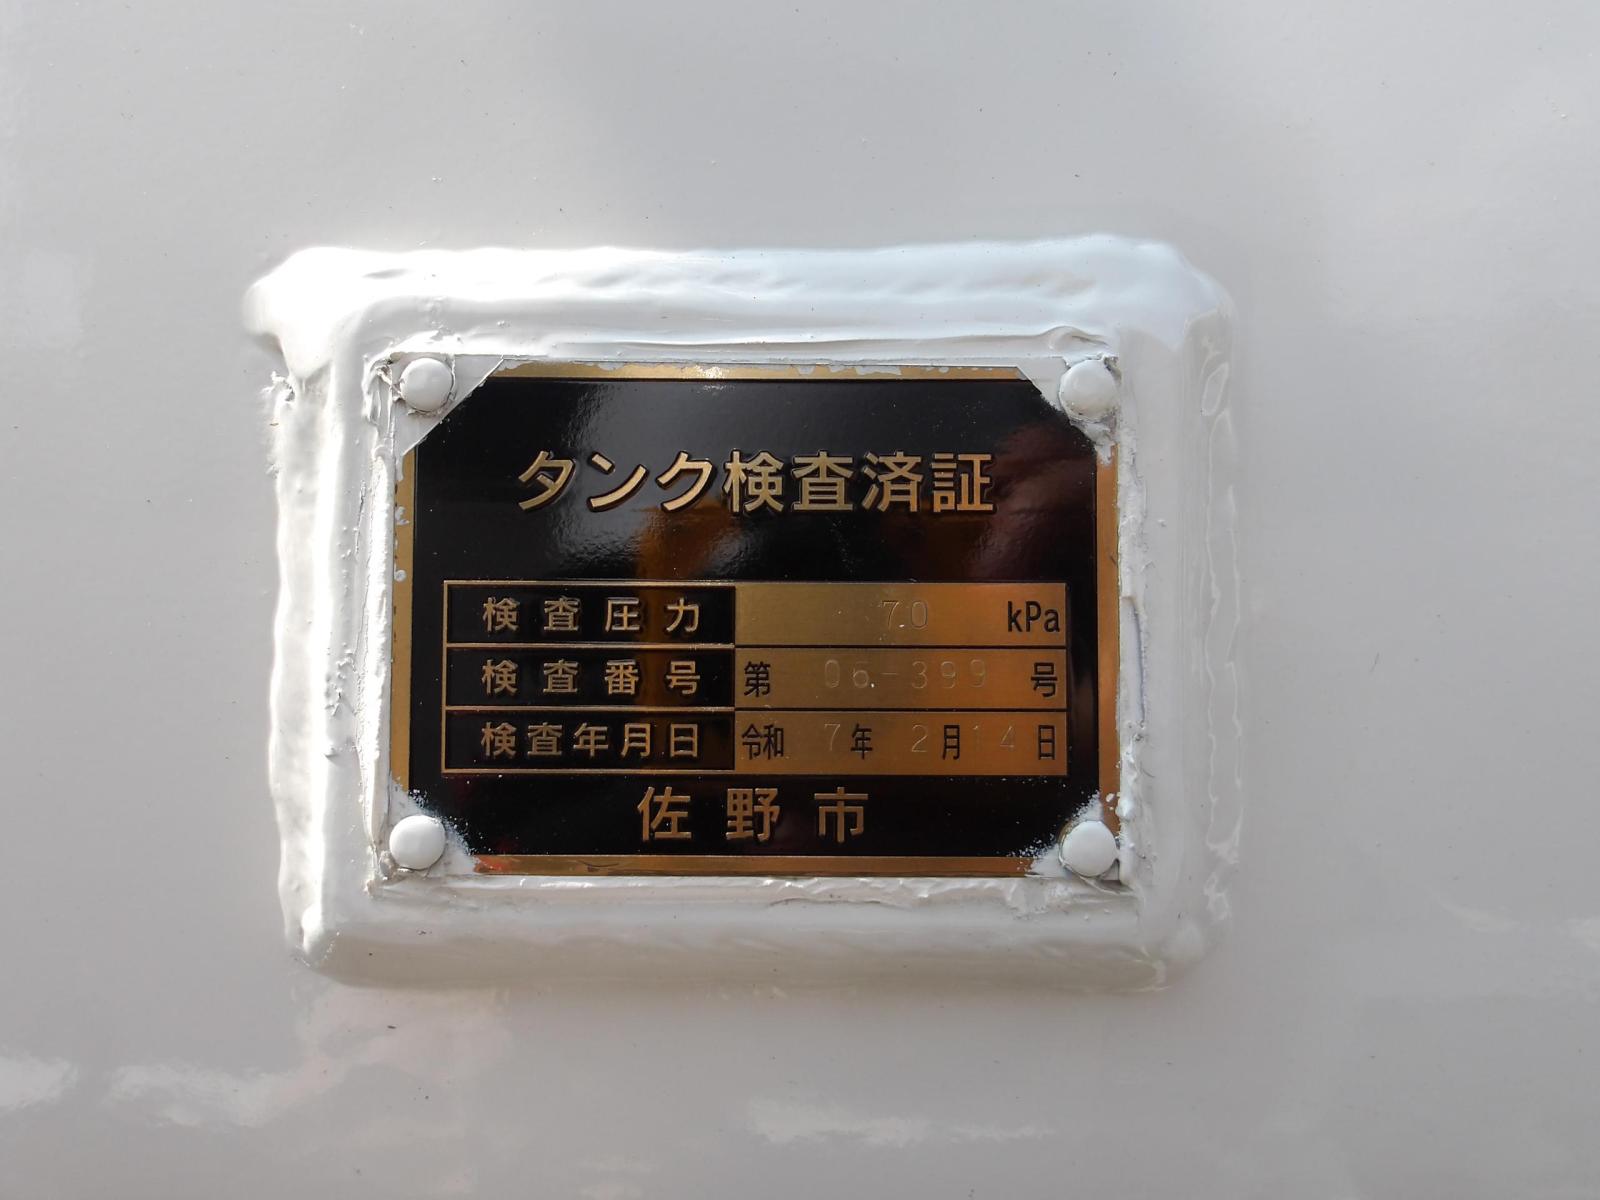 タンク検査済証
検査圧力 70 kPa
検査番号 第 06-399 号
検査年月日 令和 7年 2月14日
佐野市